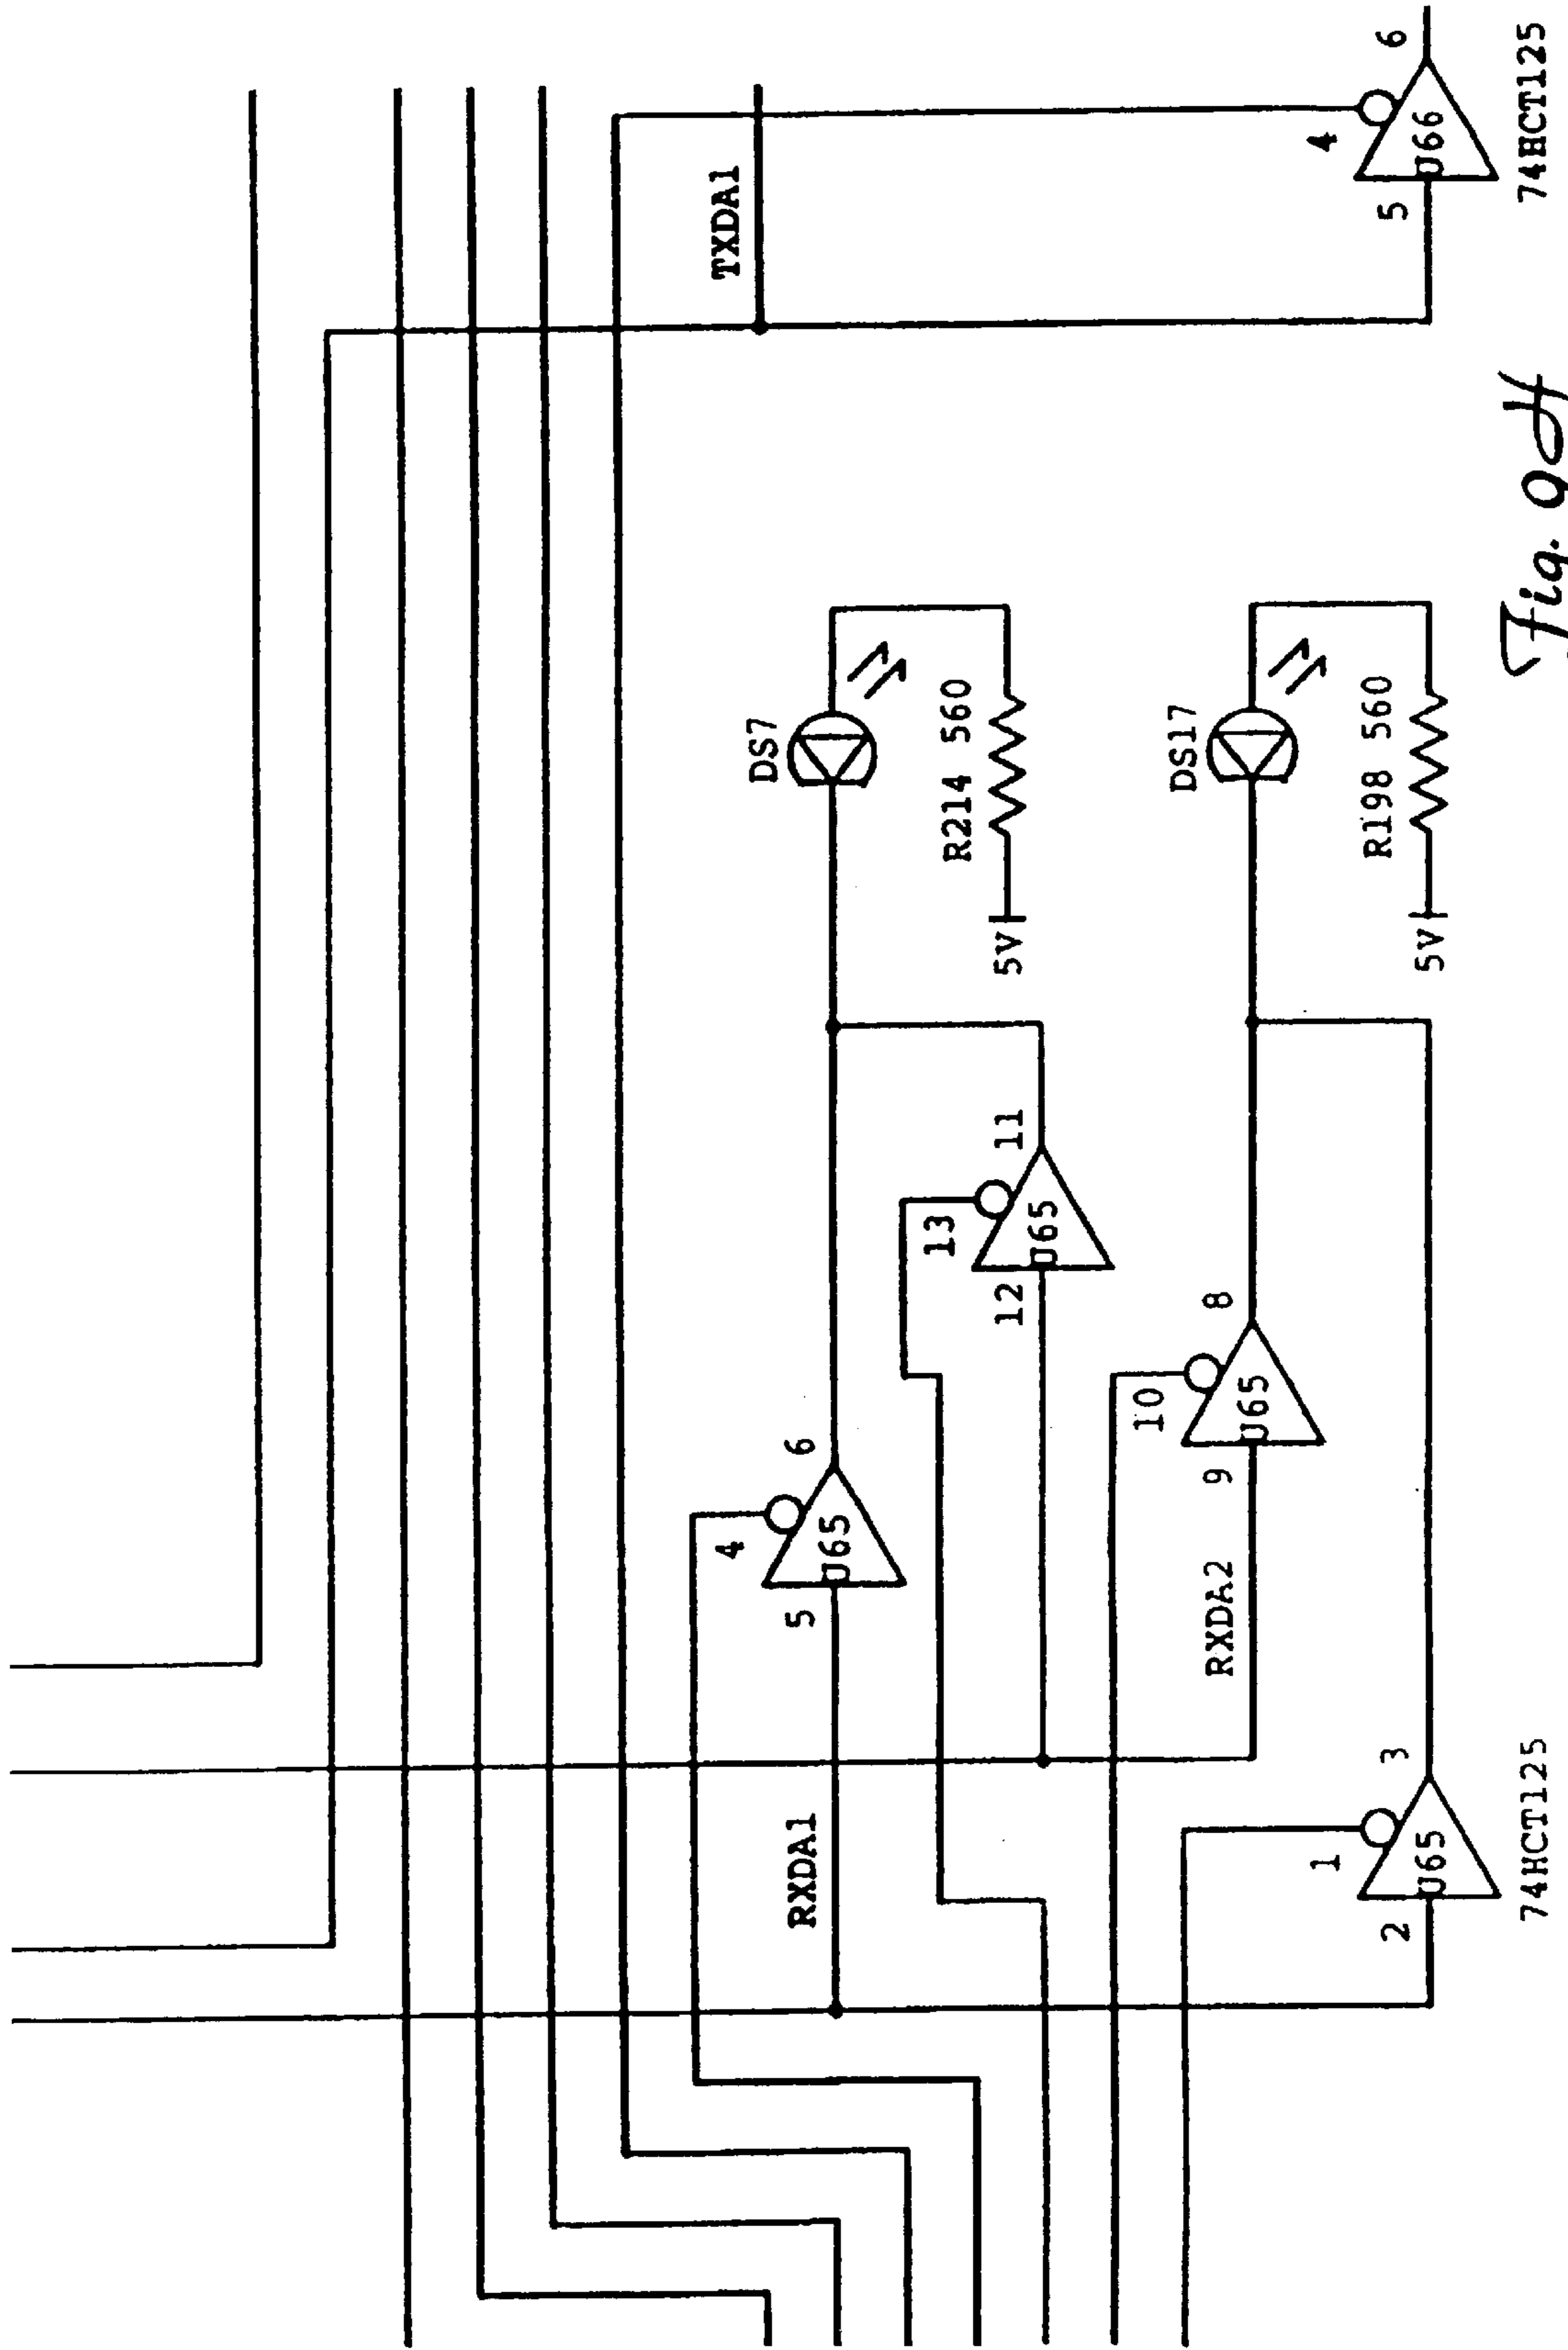 TXDA1
4
5
U66
6
74HCT125
DS7
R214 560
5V
DS17
R198 560
5V
RXDA1
4
5
U65
6
13
12
U65
11
RXDA2
10
9
U65
8
1
2
U65
3
74HCT125
Fig. 9H